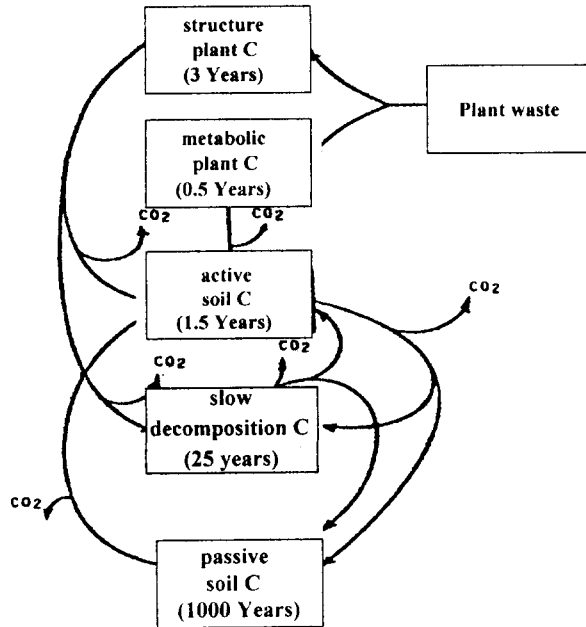 structure
plant C
(3 Years)
Plant waste
metabolic
plant C
(0.5 Years)
CO2
CO2
active
soil C
(1.5 Years)
CO2
CO2
CO2
slow
decomposition C
(25 years)
CO2
passive
soil C
(1000 Years)